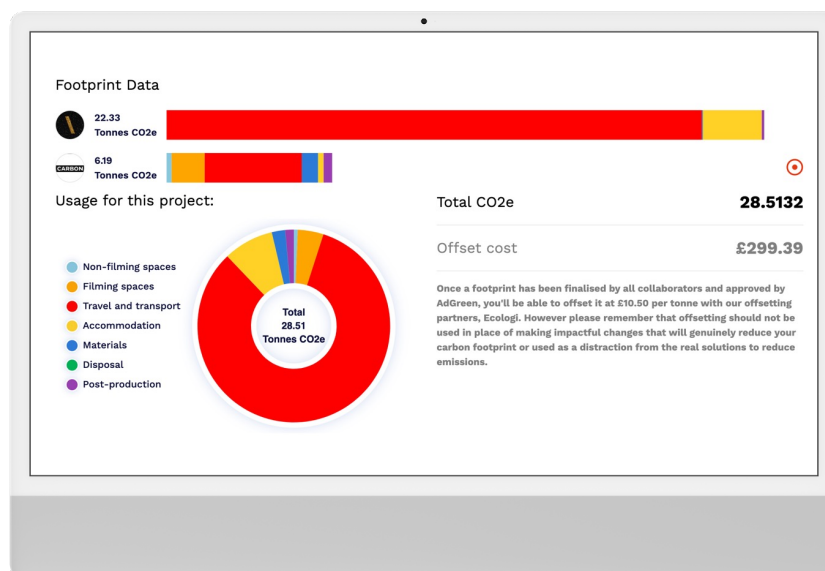 Footprint Data
22.33
Tonnes CO2e
CARBON
6.19
Tonnes CO2e
Usage for this project:
Non-filming spaces
Filming spaces
Travel and transport
Accommodation
Materials
Disposal
Post-production
Total
28.51
Tonnes CO2e
Total CO2e 28.5132
Offset cost £299.39
Once a footprint has been finalised by all collaborators and approved by
AdGreen, you'll be able to offset it at £10.50 per tonne with our offsetting
partners, Ecologi. However please remember that offsetting should not be
used in place of making impactful changes that will genuinely reduce your
carbon footprint or used as a distraction from the real solutions to reduce
emissions.